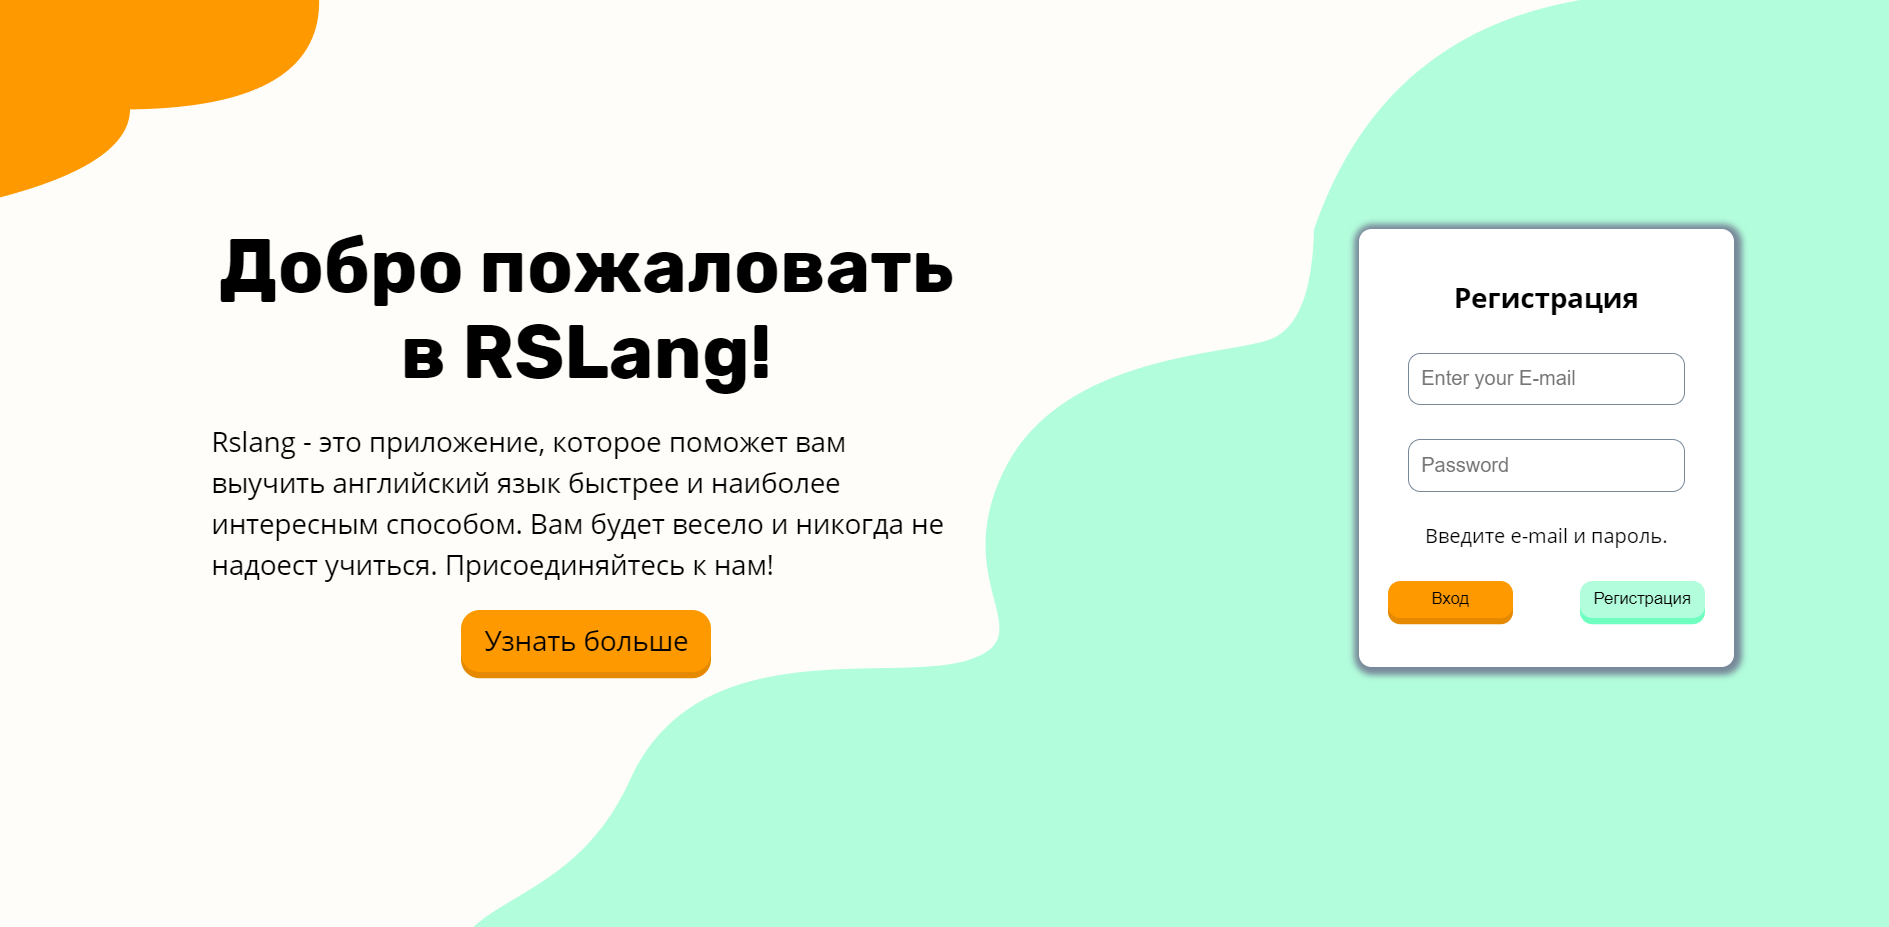 Добро пожаловать
в RSLang!
Rslang - это приложение, которое поможет вам
выучить английский язык быстрее и наиболее
интересным способом. Вам будет весело и никогда не
надоест учиться. Присоединяйтесь к нам!
Узнать больше
Регистрация
Enter your E-mail
Password
Введите e-mail и пароль.
Вход
Регистрация